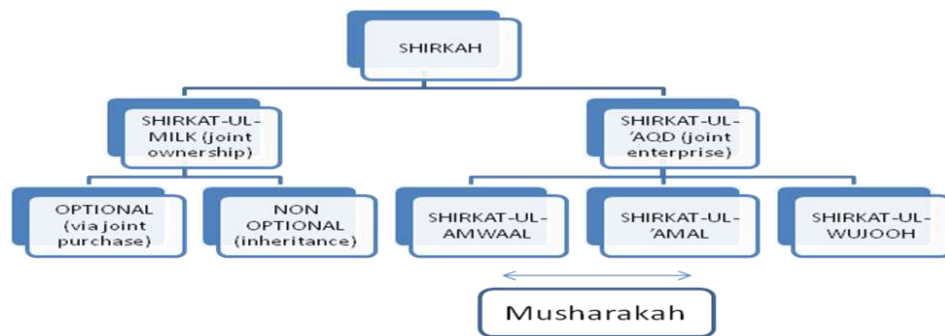 SHIRKAH
SHIRKAT-UL-
MILK (joint
ownership)
SHIRKAT-UL-
'AQD (joint
enterprise)
OPTIONAL
(via joint
purchase)
NON
OPTIONAL
(inheritance)
SHIRKAT-UL-
AMWAAL
SHIRKAT-UL-
'AMAL
SHIRKAT-UL-
WUJOOH
Musharakah